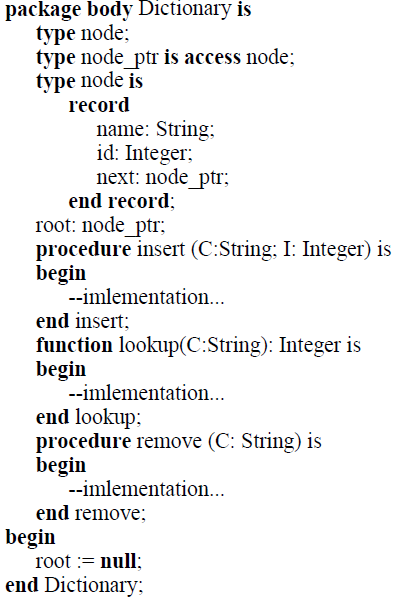 package body Dictionary is
type node;
type node_ptr is access node;
type node is
record
name: String;
id: Integer;
next: node_ptr;
end record;
root: node_ptr;
procedure insert (C:String; I: Integer) is
begin
--imlementation...
end insert;
function lookup(C:String): Integer is
begin
--imlementation...
end lookup;
procedure remove (C: String) is
begin
--imlementation...
end remove;
begin
root := null;
end Dictionary;